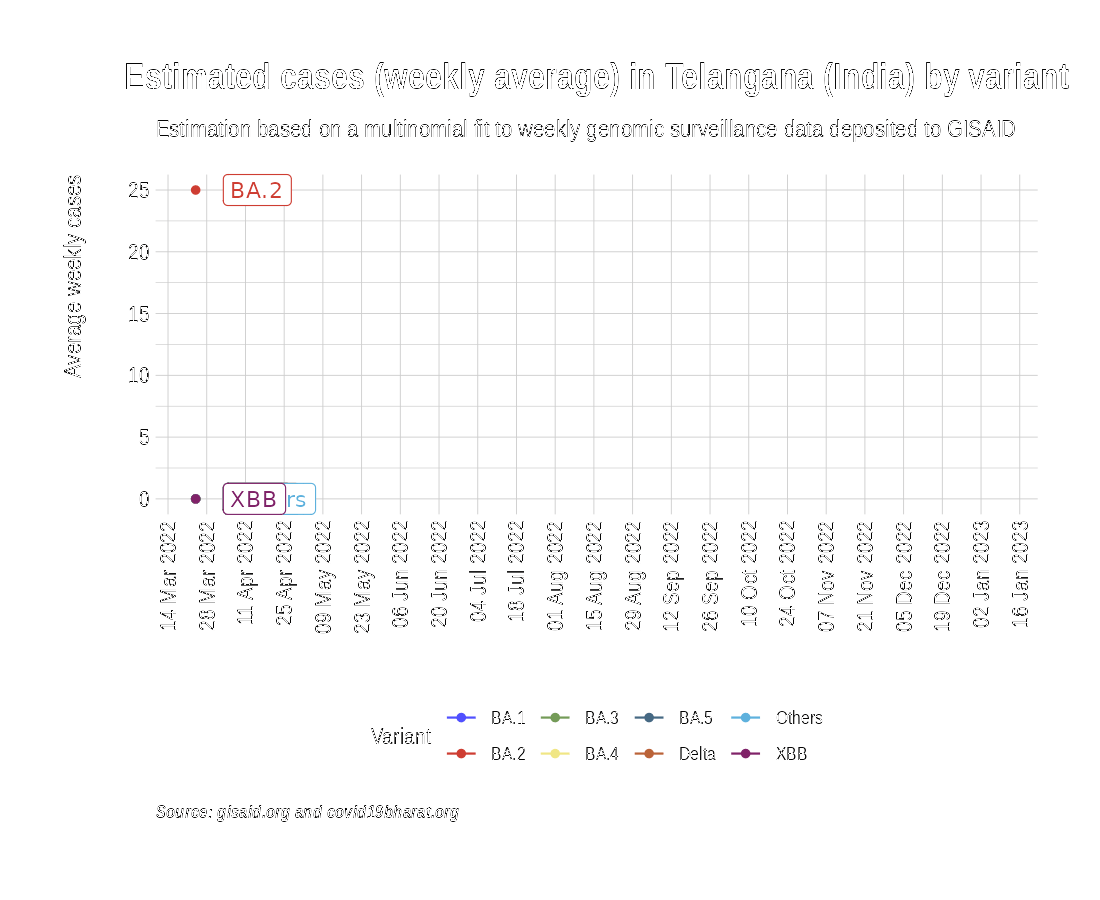 Estimated cases (weekly average) in Telangana (India) by variant
Estimation based on a multinomial fit to weekly genomic surveillance data deposited to GISAID
Average weekly cases
25
20
15
10
5
0
BA.2
XBB
rs
14 Mar 2022
28 Mar 2022
11 Apr 2022
25 Apr 2022
09 May 2022
23 May 2022
06 Jun 2022
20 Jun 2022
04 Jul 2022
18 Jul 2022
01 Aug 2022
15 Aug 2022
29 Aug 2022
12 Sep 2022
26 Sep 2022
10 Oct 2022
24 Oct 2022
07 Nov 2022
21 Nov 2022
05 Dec 2022
19 Dec 2022
02 Jan 2023
16 Jan 2023
Variant
BA.1 BA.3 BA.5 Others
BA.2 BA.4 Delta XBB
Source: gisaid.org and covid19bharat.org